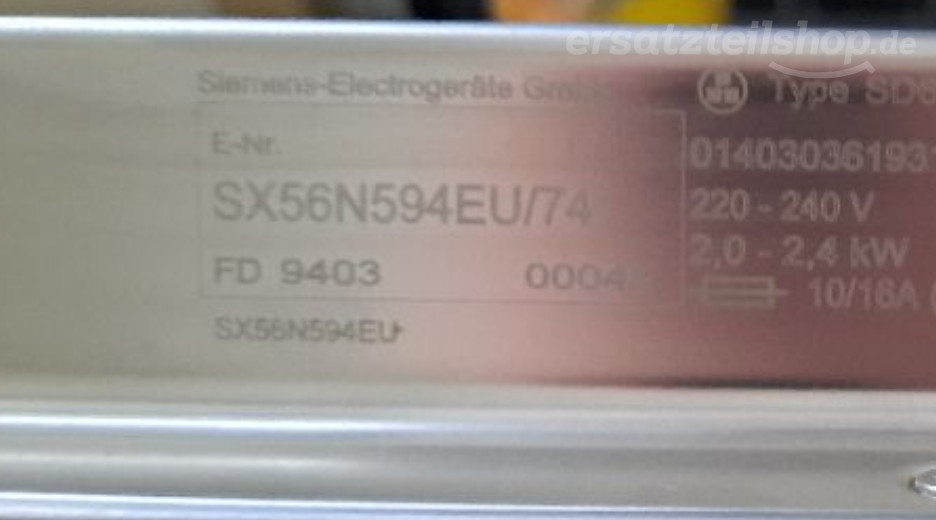 ersatzteilshop.de
Siemens-Electrogeräte
Type
E-Nr.
014030361931
SX56N594EU/74
220 - 240 V
2,0 - 2,4 kW
FD 9403
10/16A (
SX56N594EU